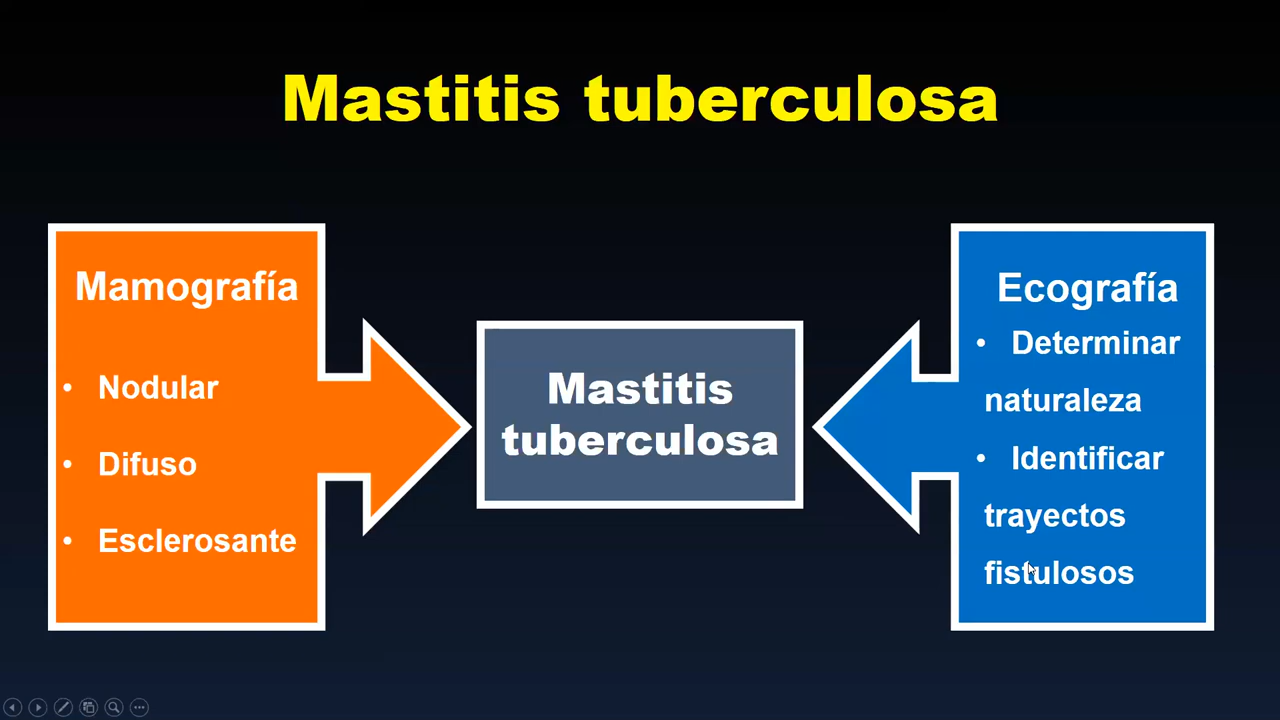 Mastitis tuberculosa
Mamografía
• Nodular
• Difuso
• Esclerosante
Mastitis
tuberculosa
Ecografía
• Determinar
naturaleza
• Identificar
trayectos
fistulosos